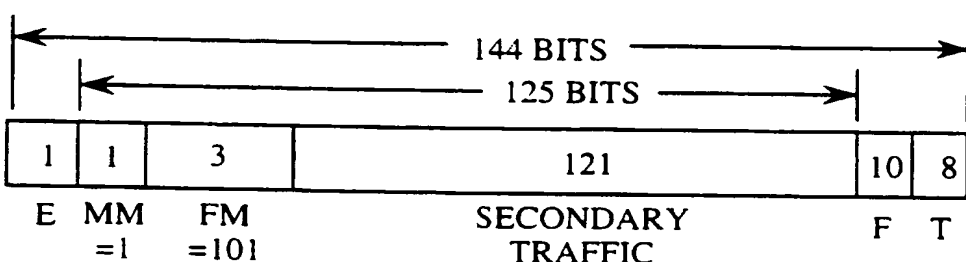 144 BITS
125 BITS
1 1 3 121 10 8
E MM =1 FM =101 SECONDARY TRAFFIC F T